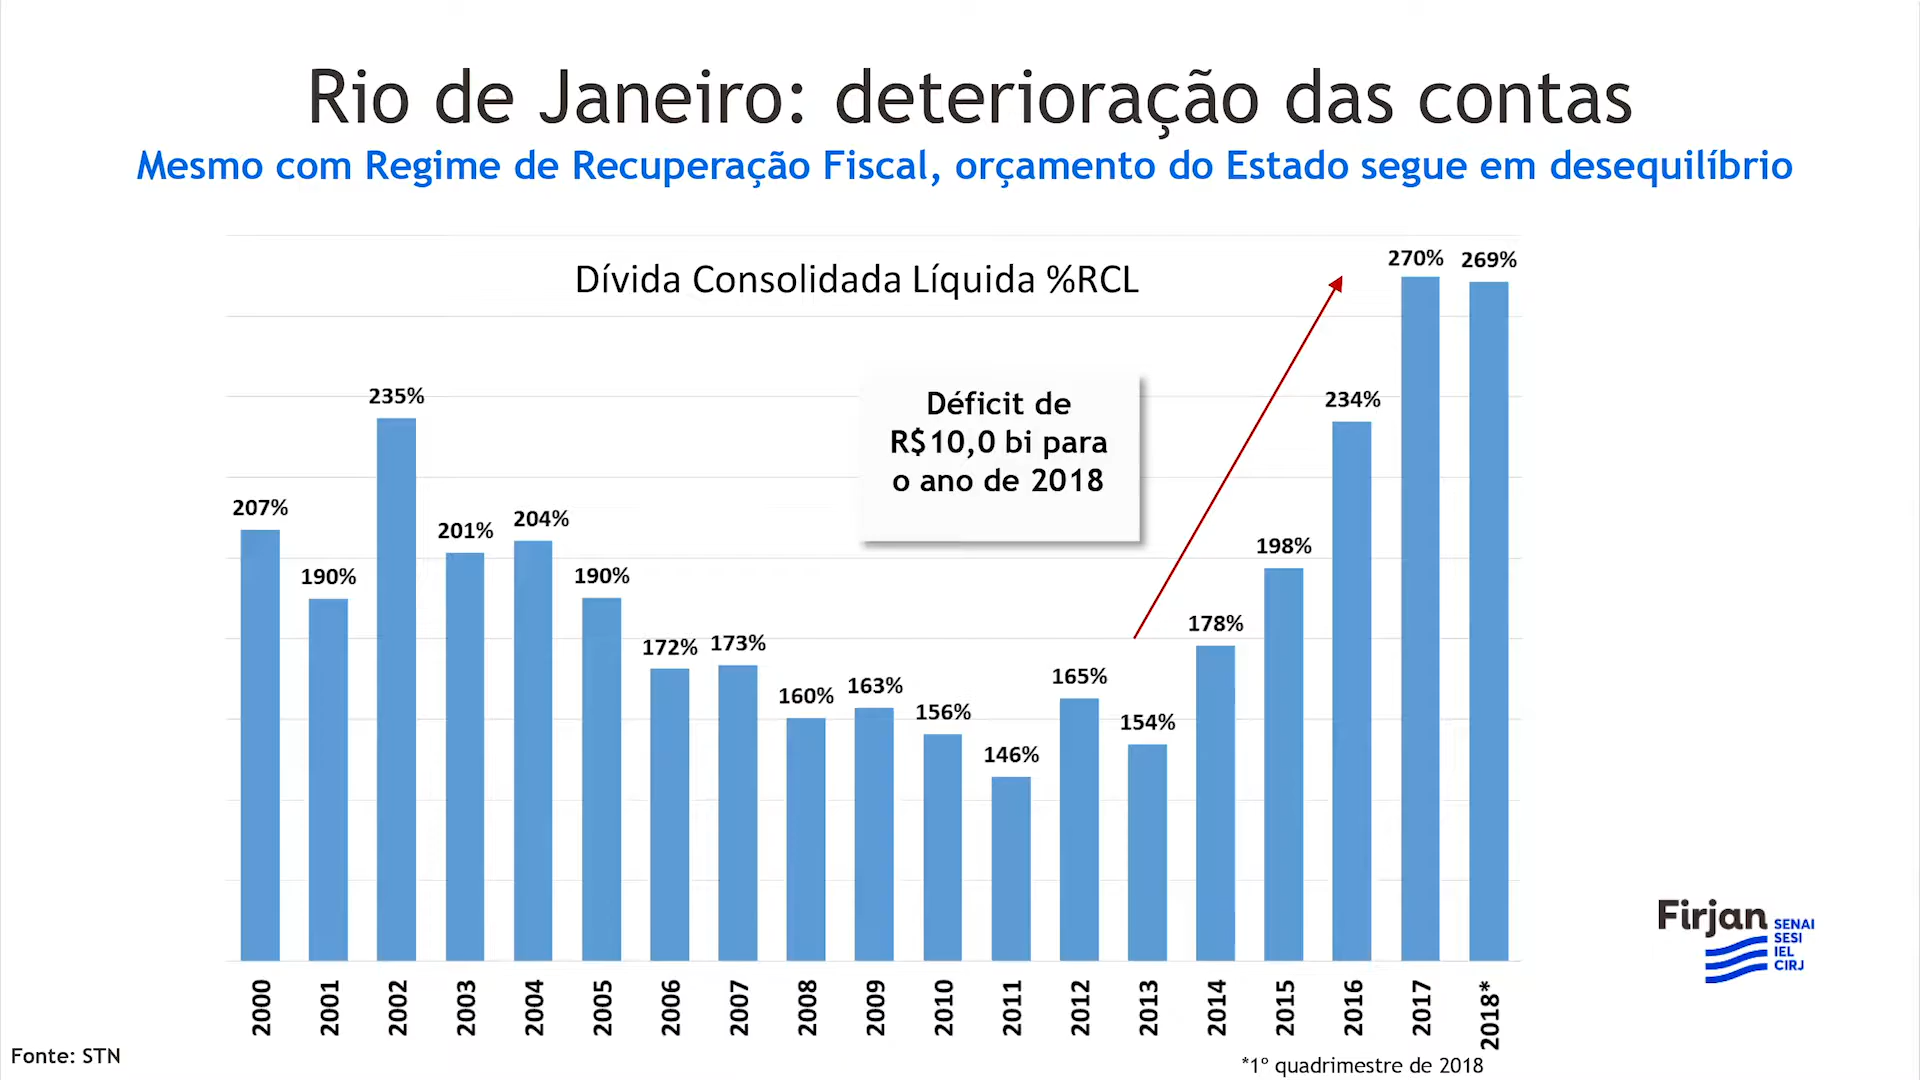 Rio de Janeiro: deterioração das contas
Mesmo com Regime de Recuperação Fiscal, orçamento do Estado segue em desequilíbrio
Dívida Consolidada Líquida %RCL
Déficit de
R$10,0 bi para
o ano de 2018
207%
190%
235%
201%
204%
190%
172%
173%
160%
163%
156%
146%
165%
154%
178%
198%
234%
270%
269%
2000
2001
2002
2003
2004
2005
2006
2007
2008
2009
2010
2011
2012
2013
2014
2015
2016
2017
2018*
Firjan
SENAI
SESI
IEL
CIRJ
Fonte: STN
*1º quadrimestre de 2018